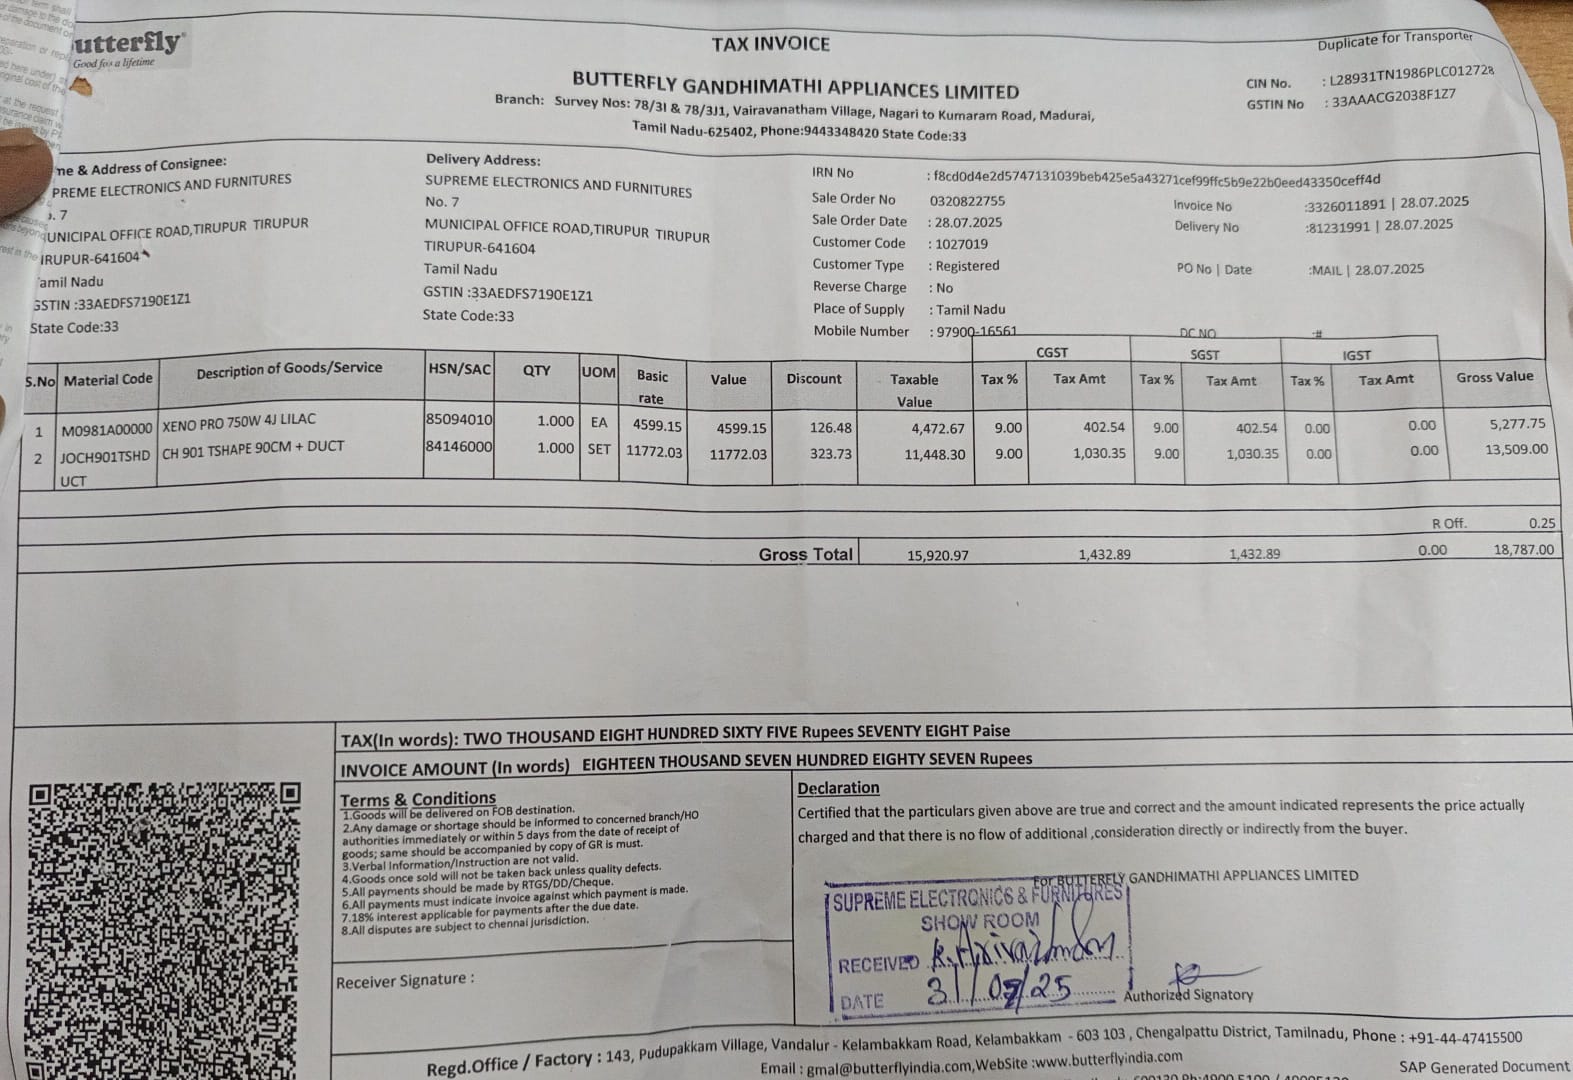 utterfly
Good for a lifetime
TAX INVOICE
Duplicate for Transporter
BUTTERFLY GANDHIMATHI APPLIANCES LIMITED
Branch: Survey Nos: 78/3I & 78/3J1, Vairavanatham Village, Nagari to Kumaram Road, Madurai,
Tamil Nadu-625402, Phone:9443348420 State Code:33
CIN No. : L28931TN1986PLC012728
GSTIN No : 33AAACG2038F1Z7
me & Address of Consignee:
PREME ELECTRONICS AND FURNITURES
. 7
UNICIPAL OFFICE ROAD,TIRUPUR TIRUPUR
IRUPUR-641604
amil Nadu
GSTIN :33AEDFS7190E1Z1
State Code:33
Delivery Address:
SUPREME ELECTRONICS AND FURNITURES
No. 7
MUNICIPAL OFFICE ROAD,TIRUPUR TIRUPUR
TIRUPUR-641604
Tamil Nadu
GSTIN :33AEDFS7190E1Z1
State Code:33
IRN No : f8cd0d4e2d5747131039beb425e5a43271cef99ffc5b9e22b0eed43350ceff4d
Sale Order No 0320822755
Sale Order Date : 28.07.2025
Customer Code : 1027019
Customer Type : Registered
Reverse Charge : No
Place of Supply : Tamil Nadu
Mobile Number : 97900-16561
Invoice No :3326011891 | 28.07.2025
Delivery No :81231991 | 28.07.2025
PO No | Date :MAIL | 28.07.2025
DC NO :#
CGST SGST IGST
S.No Material Code Description of Goods/Service HSN/SAC QTY UOM Basic rate Value Discount Taxable Value Tax % Tax Amt Tax % Tax Amt Tax % Tax Amt Gross Value
1 M0981A00000 XENO PRO 750W 4J LILAC 85094010 1.000 EA 4599.15 4599.15 126.48 4,472.67 9.00 402.54 9.00 402.54 0.00 0.00 5,277.75
2 JOCH901TSHD CH 901 TSHAPE 90CM + DUCT 84146000 1.000 SET 11772.03 11772.03 323.73 11,448.30 9.00 1,030.35 9.00 1,030.35 0.00 0.00 13,509.00
UCT
R Off. 0.25
Gross Total 15,920.97 1,432.89 1,432.89 0.00 18,787.00
TAX(In words): TWO THOUSAND EIGHT HUNDRED SIXTY FIVE Rupees SEVENTY EIGHT Paise
INVOICE AMOUNT (In words) EIGHTEEN THOUSAND SEVEN HUNDRED EIGHTY SEVEN Rupees
Terms & Conditions
1.Goods will be delivered on FOB destination.
2.Any damage or shortage should be informed to concerned branch/HO
authorities immediately or within 5 days from the date of receipt of
goods; same should be accompanied by copy of GR is must.
3.Verbal Information/Instruction are not valid.
4.Goods once sold will not be taken back unless quality defects.
5.All payments should be made by RTGS/DD/Cheque.
6.All payments must indicate invoice against which payment is made.
7.18% interest applicable for payments after the due date.
8.All disputes are subject to chennai jurisdiction.
Receiver Signature :
Declaration
Certified that the particulars given above are true and correct and the amount indicated represents the price actually
charged and that there is no flow of additional ,consideration directly or indirectly from the buyer.
For BUTTERFLY GANDHIMATHI APPLIANCES LIMITED
SUPREME ELECTRONICS & FURNITURES
SHOW ROOM
RECEIVED
DATE 31/07/25
Authorized Signatory
Regd.Office / Factory : 143, Pudupakkam Village, Vandalur - Kelambakkam Road, Kelambakkam - 603 103 , Chengalpattu District, Tamilnadu, Phone : +91-44-47415500
Email : gmal@butterflyindia.com,WebSite :www.butterflyindia.com
SAP Generated Document